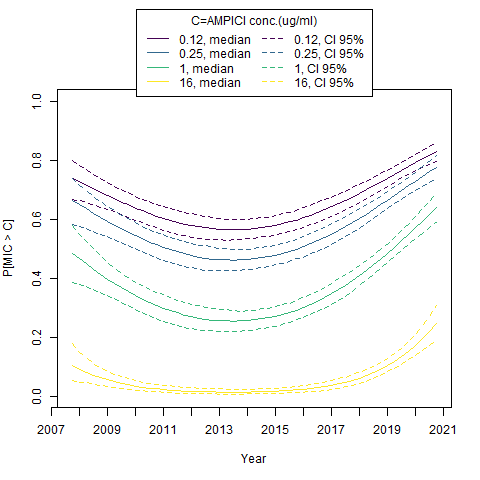 C=AMPICI conc.(ug/ml)
0.12, median 0.12, CI 95%
0.25, median 0.25, CI 95%
1, median 1, CI 95%
16, median 16, CI 95%
P[MIC > C]
1.0
0.8
0.6
0.4
0.2
0.0
2007 2009 2011 2013 2015 2017 2019 2021
Year